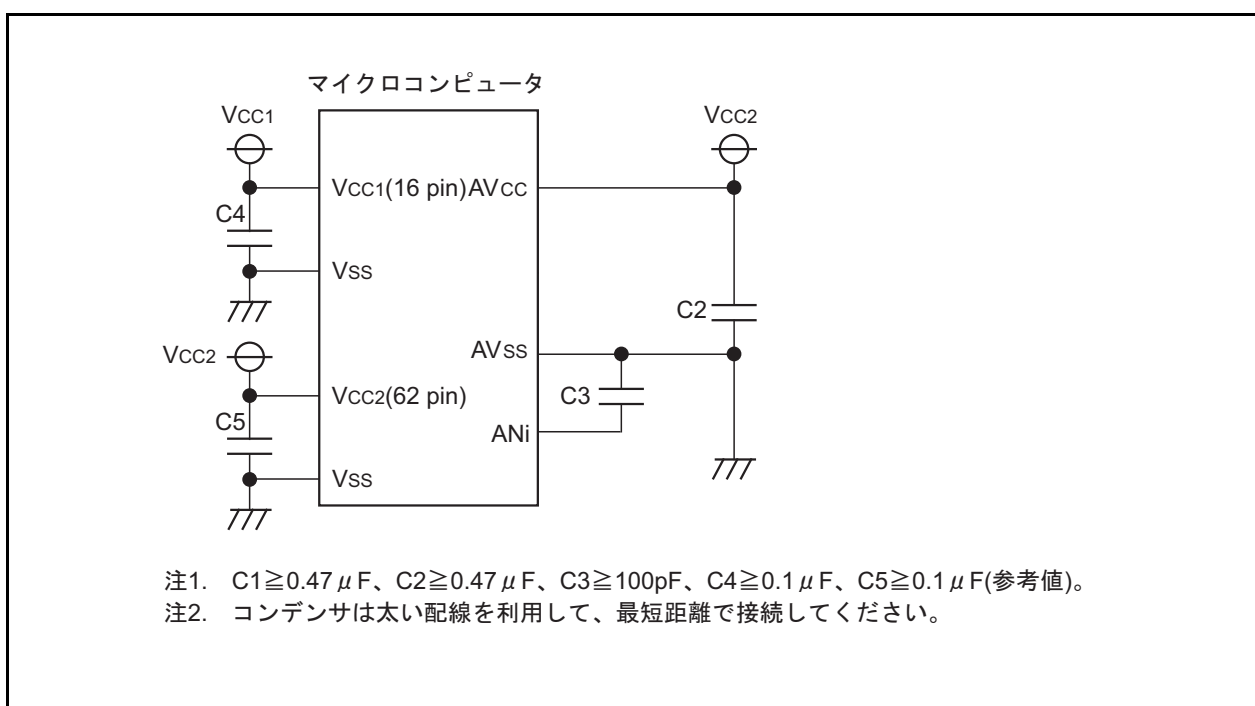 マイクロコンピュータ
VCC1
VCC2
VCC1(16 pin)
AVCC
C4
VSS
C2
VCC2
AVSS
VCC2(62 pin)
C3
C5
ANi
VSS
注1. C1≧0.47μF、C2≧0.47μF、C3≧100pF、C4≧0.1μF、C5≧0.1μF(参考値)。
注2. コンデンサは太い配線を利用して、最短距離で接続してください。